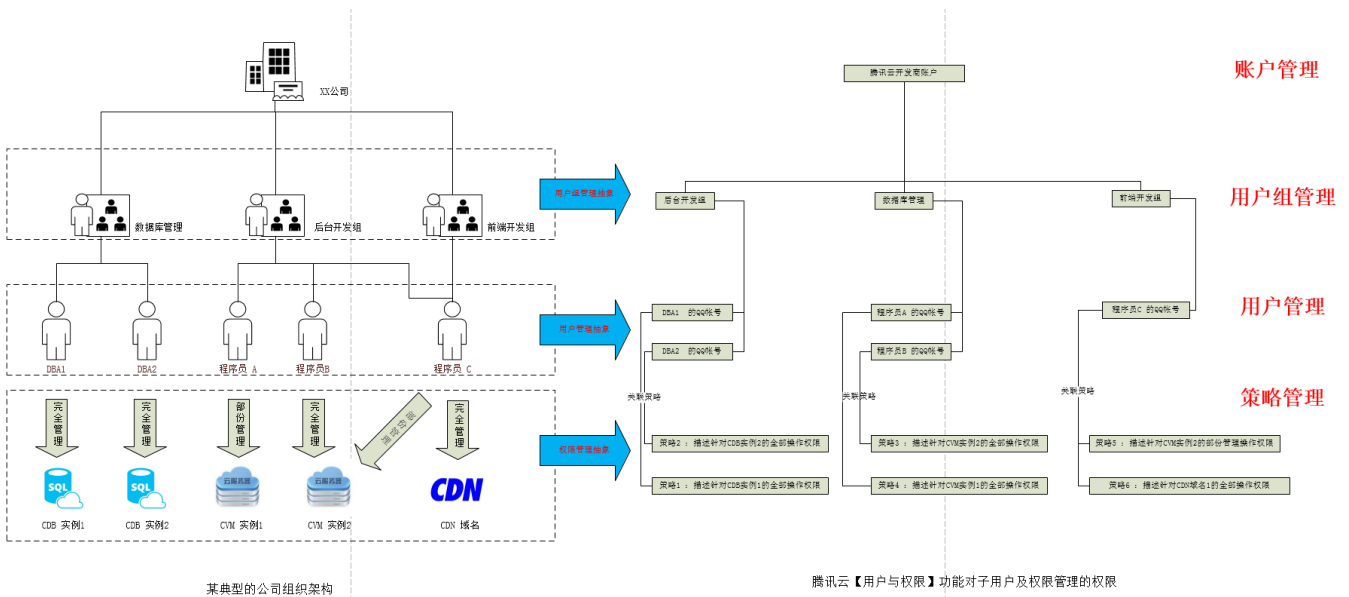 XX公司
数据库管理
后台开发组
前端开发组
DBA1
DBA2
程序员 A
程序员B
程序员 C
完全管理
完全管理
部份管理
完全管理
部份管理
完全管理
SQL
SQL
云服务器
云服务器
CDN
CDB 实例1
CDB 实例2
CVM 实例1
CVM 实例2
CDN 域名
某典型的公司组织架构
用户组管理抽象
用户管理抽象
权限管理抽象
腾讯云开发商账户
后台开发组
数据库管理
前端开发组
DBA1 的QQ帐号
DBA2 的QQ帐号
程序员A 的QQ帐号
程序员B 的QQ帐号
程序员C 的QQ帐号
关联策略
关联策略
关联策略
策略2 : 描述针对CDB实例2的全部操作权限
策略1 : 描述针对CDB实例1的全部操作权限
策略3 : 描述针对CVM实例2的全部操作权限
策略4 : 描述针对CVM实例1的全部操作权限
策略5 : 描述针对CVM实例2的部份管理操作权限
策略6 : 描述针对CDN域名1的全部操作权限
腾讯云【用户与权限】功能对子用户及权限管理的权限
账户管理
用户组管理
用户管理
策略管理